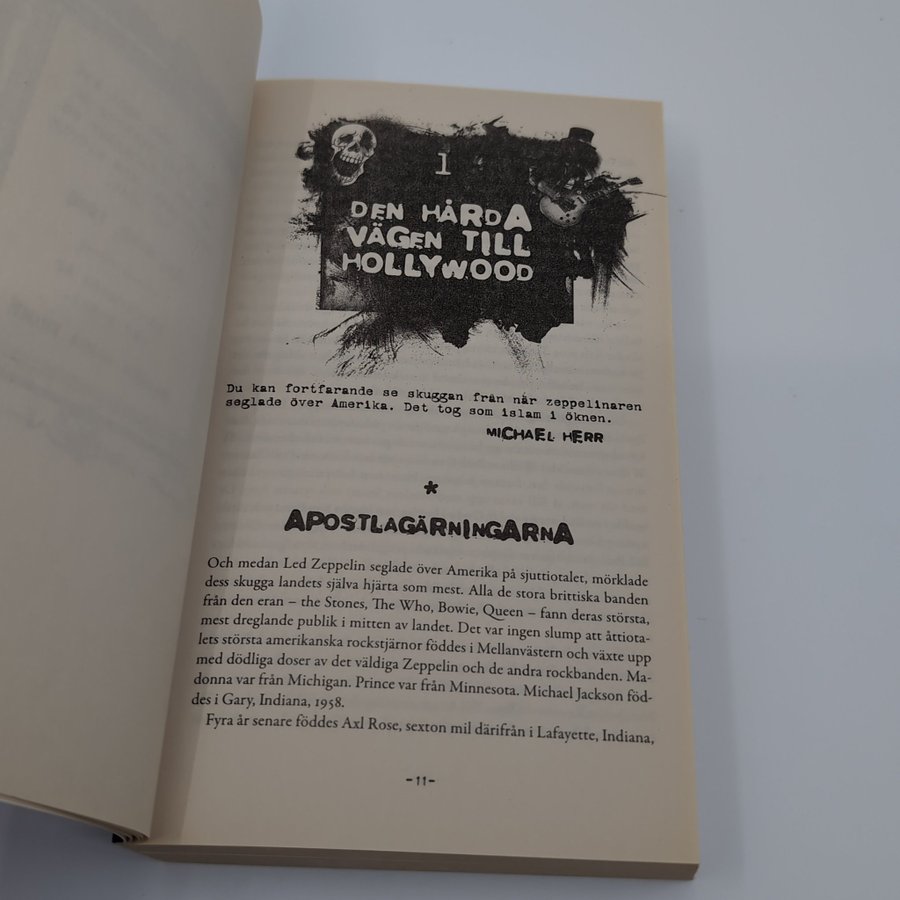 1
DEN HÅRDA
VÄGEN TILL
HOLLYWOOD
Du kan fortfarande se skuggan från när zeppelinaren
seglade över Amerika. Det tog som islam i öknen.
MICHAEL HERR
*
APOSTLAGÄRNINGARNA
Och medan Led Zeppelin seglade över Amerika på sjuttiotalet, mörklade
dess skugga landets själva hjärta som mest. Alla de stora brittiska banden
från den eran – the Stones, The Who, Bowie, Queen – fann deras största,
mest dreglande publik i mitten av landet. Det var ingen slump att åttiota-
lets största amerikanska rockstjärnor föddes i Mellanvästern och växte upp
med dödliga doser av det väldiga Zeppelin och de andra rockbanden. Ma-
donna var från Michigan. Prince var från Minnesota. Michael Jackson föd-
des i Gary, Indiana, 1958.
Fyra år senare föddes Axl Rose, sexton mil därifrån i Lafayette, Indiana,
-11-